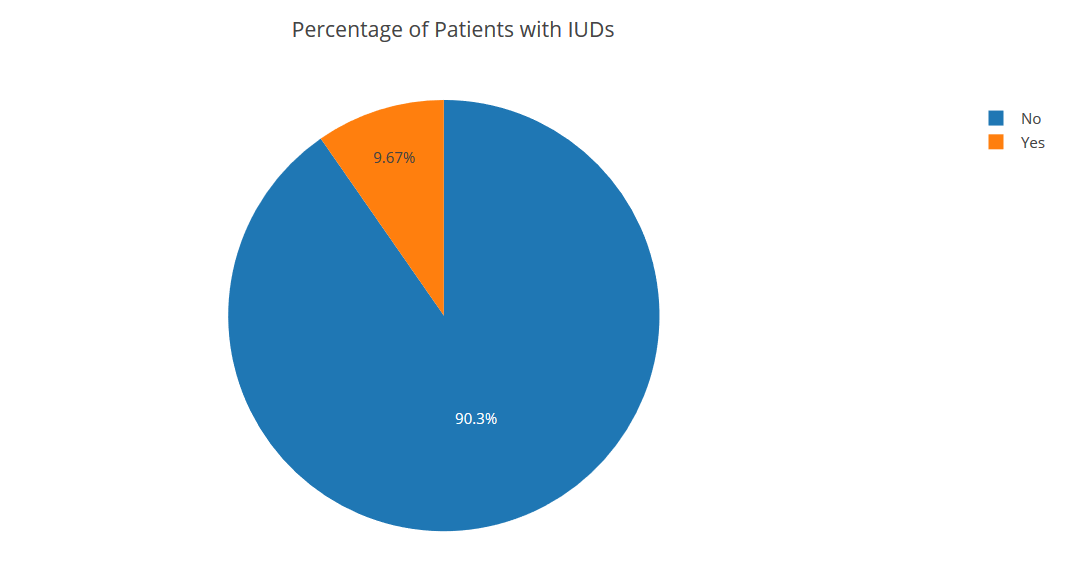 Percentage of Patients with IUDs
No
Yes
9.67%
90.3%